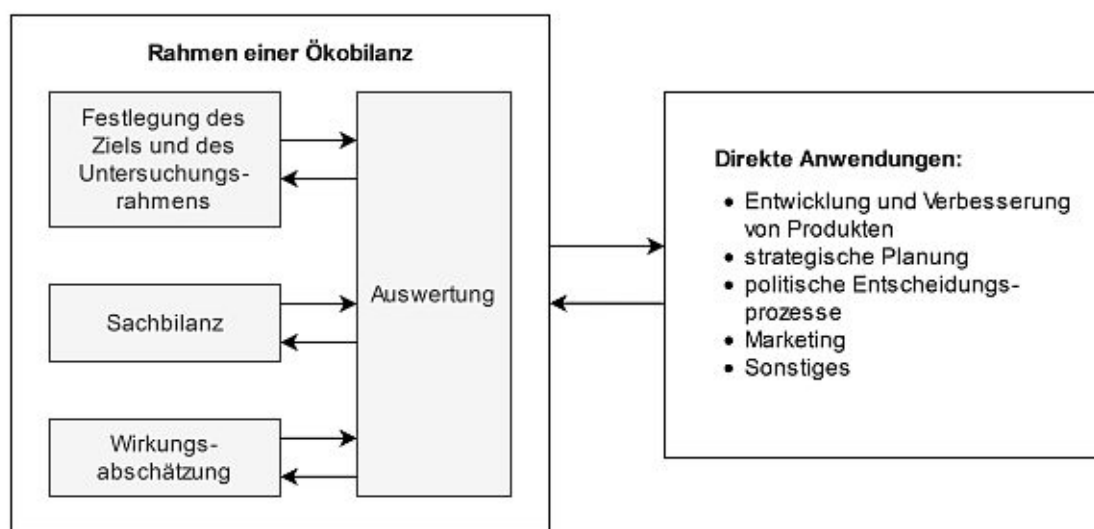 Rahmen einer Ökobilanz
Festlegung des
Ziels und des
Untersuchungs-
rahmens
Sachbilanz
Wirkungs-
abschätzung
Auswertung
Direkte Anwendungen:
• Entwicklung und Verbesserung
von Produkten
• strategische Planung
• politische Entscheidungs-
prozesse
• Marketing
• Sonstiges